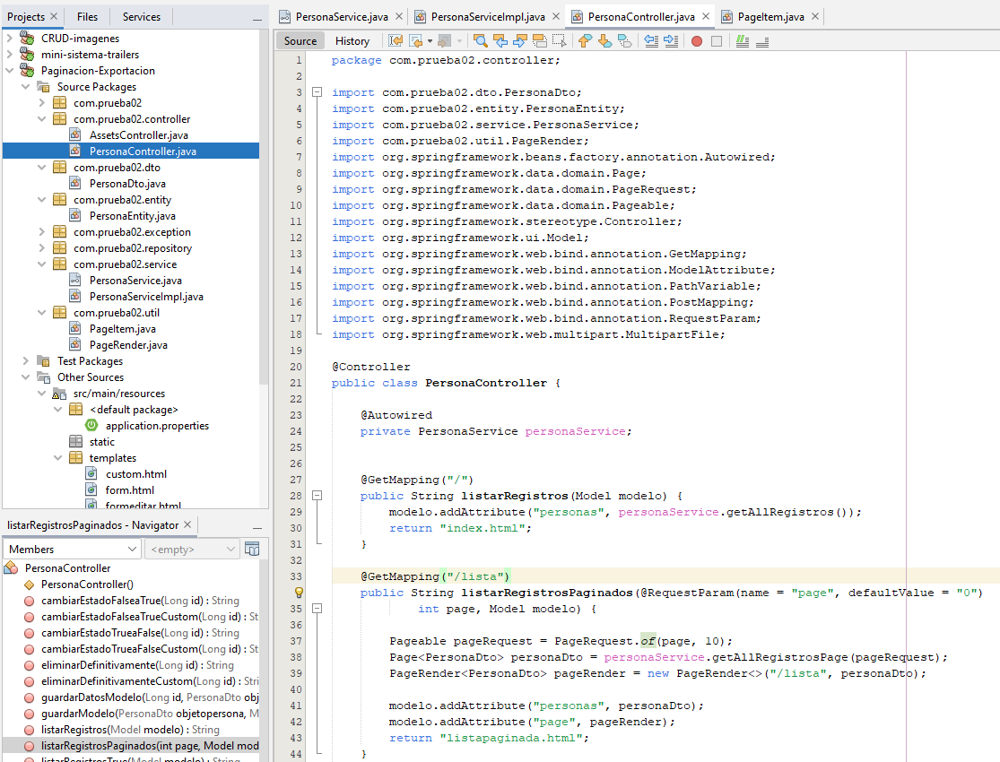 Projects
Files
Services
CRUD-imagenes
mini-sistema-trailers
Paginacion-Exportacion
Source Packages
com.prueba02
com.prueba02.controller
AssetsController.java
PersonaController.java
com.prueba02.dto
PersonaDto.java
com.prueba02.entity
PersonaEntity.java
com.prueba02.exception
com.prueba02.repository
com.prueba02.service
PersonaService.java
PersonaServiceImpl.java
com.prueba02.util
PageItem.java
PageRender.java
Test Packages
Other Sources
src/main/resources
<default package>
application.properties
static
templates
custom.html
form.html
formeditar.html
listarRegistrosPaginados - Navigator
Members
<empty>
PersonaController
PersonaController()
cambiarEstadoFalseaTrue(Long id) : String
cambiarEstadoFalseaTrueCustom(Long id) : St
cambiarEstadoTrueaFalse(Long id) : String
cambiarEstadoTrueaFalseCustom(Long id) : St
eliminarDefinitivamente(Long id) : String
eliminarDefinitivamenteCustom(Long id) : Stri
guardarDatosModelo(Long id, PersonaDto obj
guardarModelo(PersonaDto objetopersona, M
listarRegistros(Model modelo) : String
listarRegistrosPaginados(int page, Model mod
listarRegistrosTrue(Model modelo) : String
PersonaService.java
PersonaServiceImpl.java
PersonaController.java
PageItem.java
Source
History
1 package com.prueba02.controller;
2
3 import com.prueba02.dto.PersonaDto;
4 import com.prueba02.entity.PersonaEntity;
5 import com.prueba02.service.PersonaService;
6 import com.prueba02.util.PageRender;
7 import org.springframework.beans.factory.annotation.Autowired;
8 import org.springframework.data.domain.Page;
9 import org.springframework.data.domain.PageRequest;
10 import org.springframework.data.domain.Pageable;
11 import org.springframework.stereotype.Controller;
12 import org.springframework.ui.Model;
13 import org.springframework.web.bind.annotation.GetMapping;
14 import org.springframework.web.bind.annotation.ModelAttribute;
15 import org.springframework.web.bind.annotation.PathVariable;
16 import org.springframework.web.bind.annotation.PostMapping;
17 import org.springframework.web.bind.annotation.RequestParam;
18 import org.springframework.web.multipart.MultipartFile;
19
20 @Controller
21 public class PersonaController {
22
23 @Autowired
24 private PersonaService personaService;
25
26
27 @GetMapping("/")
28 public String listarRegistros(Model modelo) {
29 modelo.addAttribute("personas", personaService.getAllRegistros());
30 return "index.html";
31 }
32
33 @GetMapping("/lista")
public String listarRegistrosPaginados(@RequestParam(name = "page", defaultValue = "0")
35 int page, Model modelo) {
36
37 Pageable pageRequest = PageRequest.of(page, 10);
38 Page<PersonaDto> personaDto = personaService.getAllRegistrosPage(pageRequest);
39 PageRender<PersonaDto> pageRender = new PageRender<>("/lista", personaDto);
40
41 modelo.addAttribute("personas", personaDto);
42 modelo.addAttribute("page", pageRender);
43 return "listapaginada.html";
44 }